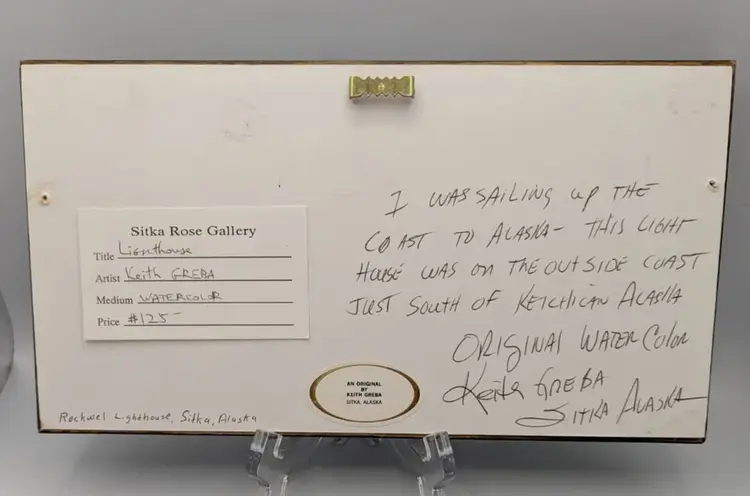 Sitka Rose Gallery
Title Lighthouse
Artist Keith GREBA
Medium WATERCOLOR
Price $125-
I WAS SAILING UP THE
COAST TO ALASKA- THIS LIGHT
HOUSE WAS ON THE OUTSIDE COAST
JUST SOUTH OF KETCHICAN ALASKA
ORIGINAL WATER COLOR
Keith GREBA
SITKA ALASKA
AN ORIGINAL
BY
KEITH GREBA
SITKA, ALASKA
Rockwel Lighthouse, Sitka, Alaska